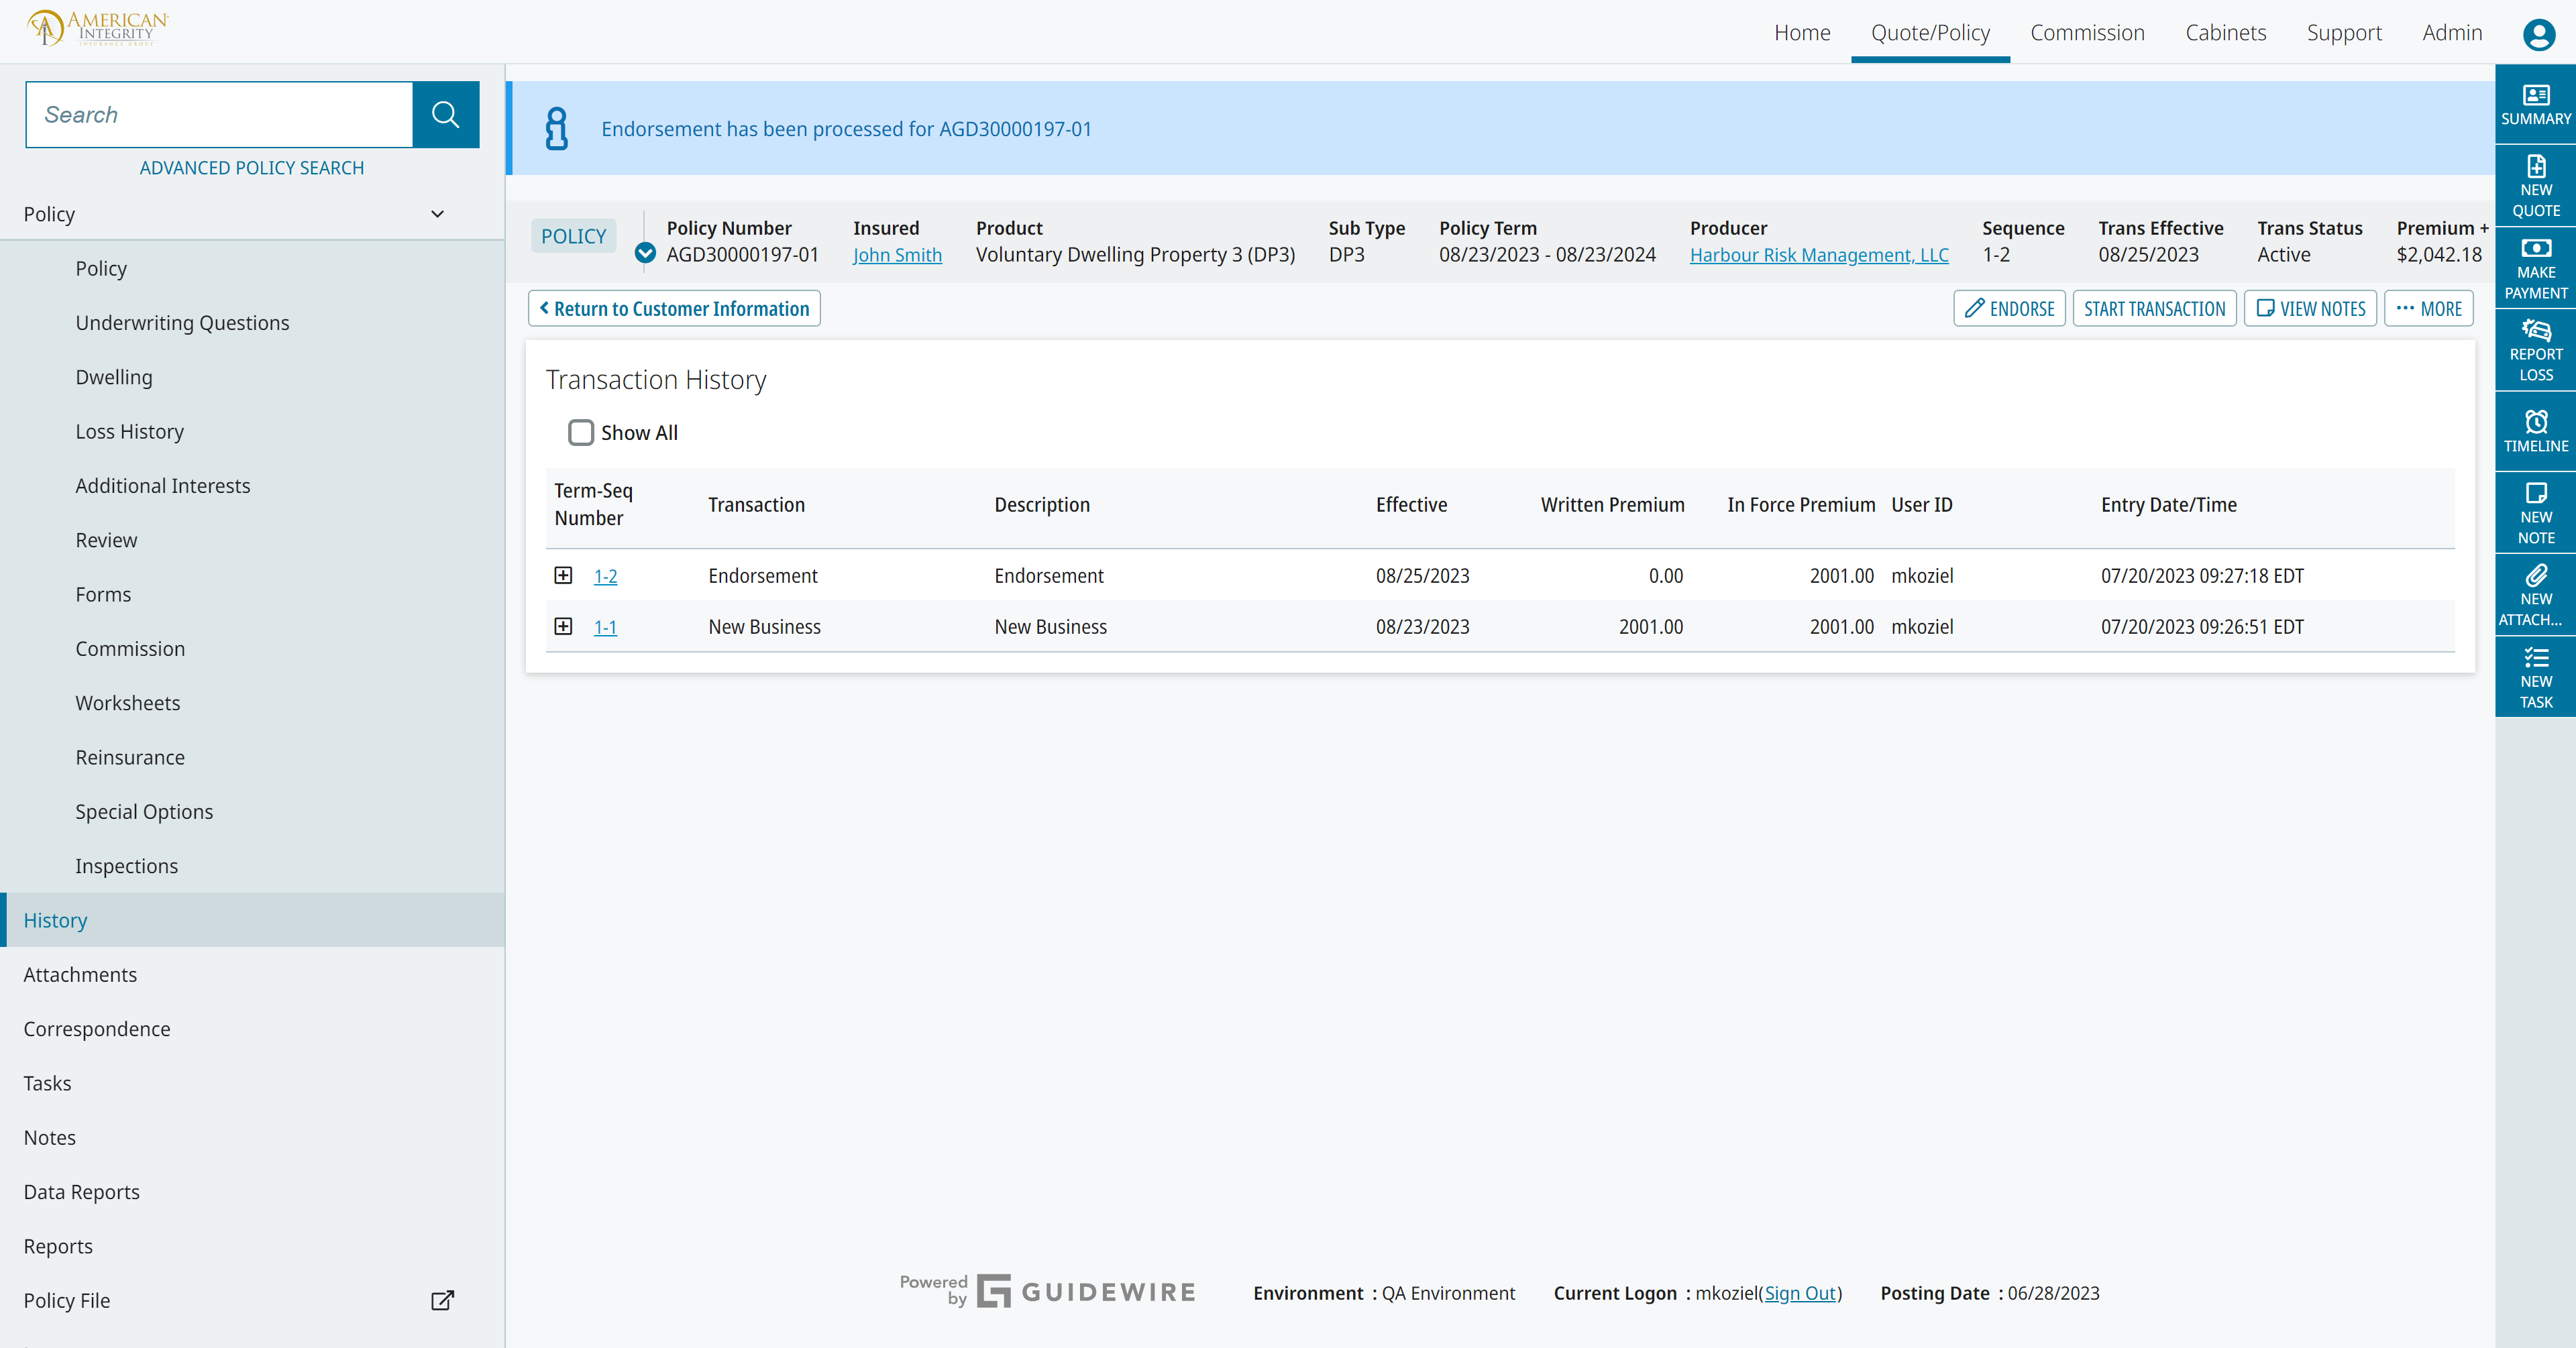 AMERICAN
INTEGRITY
INSURANCE GROUP
Home
Quote/Policy
Commission
Cabinets
Support
Admin
Search
ADVANCED POLICY SEARCH
Policy
Policy
Underwriting Questions
Dwelling
Loss History
Additional Interests
Review
Forms
Commission
Worksheets
Reinsurance
Special Options
Inspections
History
Attachments
Correspondence
Tasks
Notes
Data Reports
Reports
Policy File
Endorsement has been processed for AGD30000197-01
POLICY
Policy Number Insured Product Sub Type Policy Term Producer Sequence Trans Effective Trans Status Premium +
AGD30000197-01 John Smith Voluntary Dwelling Property 3 (DP3) DP3 08/23/2023 - 08/23/2024 Harbour Risk Management, LLC 1-2 08/25/2023 Active $2,042.18
Return to Customer Information
ENDORSE
START TRANSACTION
VIEW NOTES
··· MORE
Transaction History
Show All
Term-Seq
Number Transaction Description Effective Written Premium In Force Premium User ID Entry Date/Time
1-2 Endorsement Endorsement 08/25/2023 0.00 2001.00 mkoziel 07/20/2023 09:27:18 EDT
1-1 New Business New Business 08/23/2023 2001.00 2001.00 mkoziel 07/20/2023 09:26:51 EDT
SUMMARY
NEW
QUOTE
MAKE
PAYMENT
REPORT
LOSS
TIMELINE
NEW
NOTE
NEW
ATTACH...
NEW
TASK
Powered
by
GUIDEWIRE
Environment : QA Environment Current Logon : mkoziel(Sign Out) Posting Date : 06/28/2023